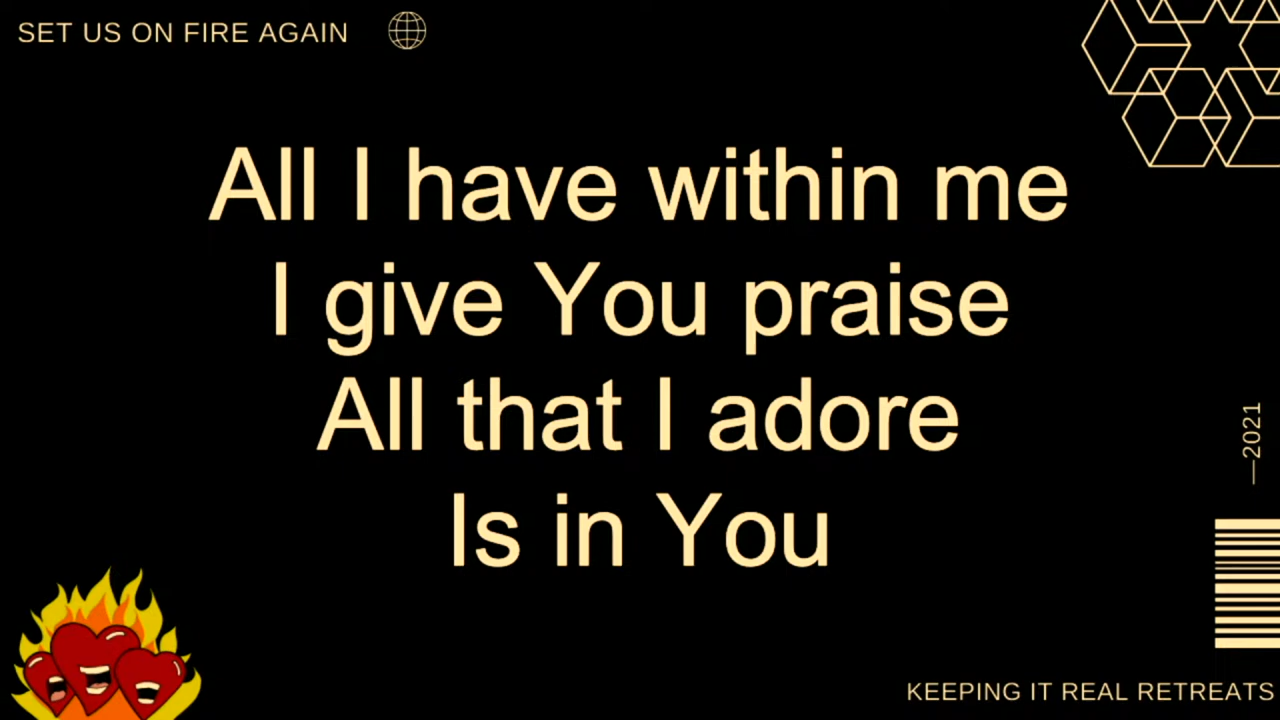 SET US ON FIRE AGAIN
All I have within me
I give You praise
All that I adore
Is in You
—2021
KEEPING IT REAL RETREATS